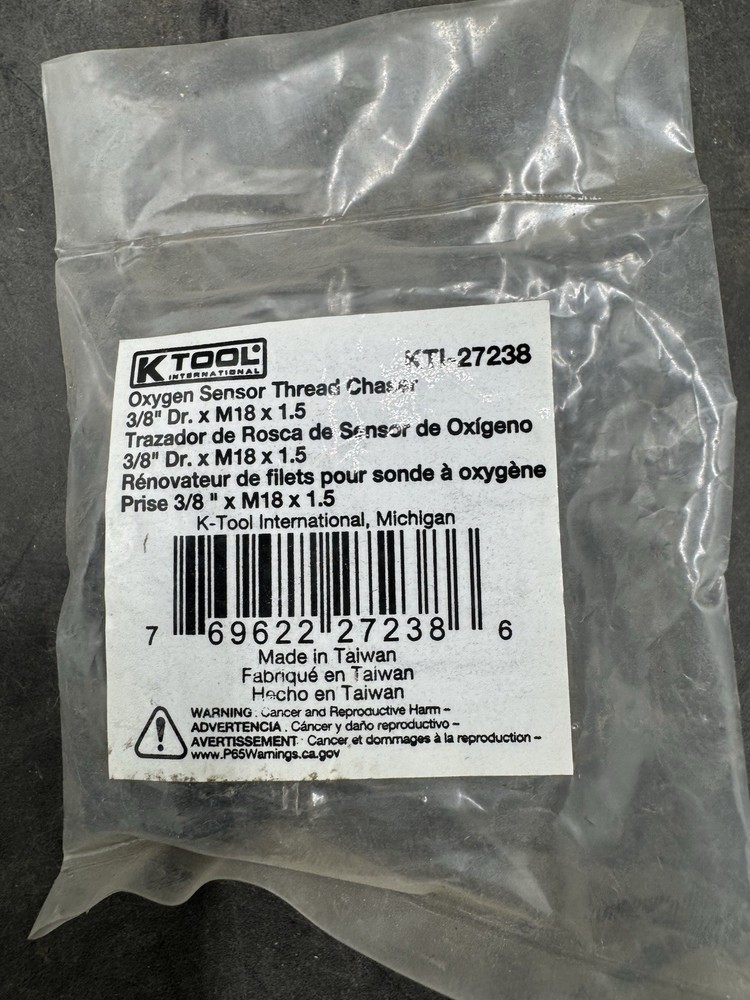 K TOOL
INTERNATIONAL
KTI-27238
Oxygen Sensor Thread Chaser
3/8" Dr. x M18 x 1.5
Trazador de Rosca de Sensor de Oxígeno
3/8" Dr. x M18 x 1.5
Rénovateur de filets pour sonde à oxygène
Prise 3/8 " x M18 x 1.5
K-Tool International, Michigan
7 69622 27238 6
Made in Taiwan
Fabriqué en Taiwan
Hecho en Taiwan
WARNING : Cancer and Reproductive Harm -
ADVERTENCIA : Cáncer y daño reproductivo -
AVERTISSEMENT : Cancer et dommages à la reproduction -
www.P65Warnings.ca.gov